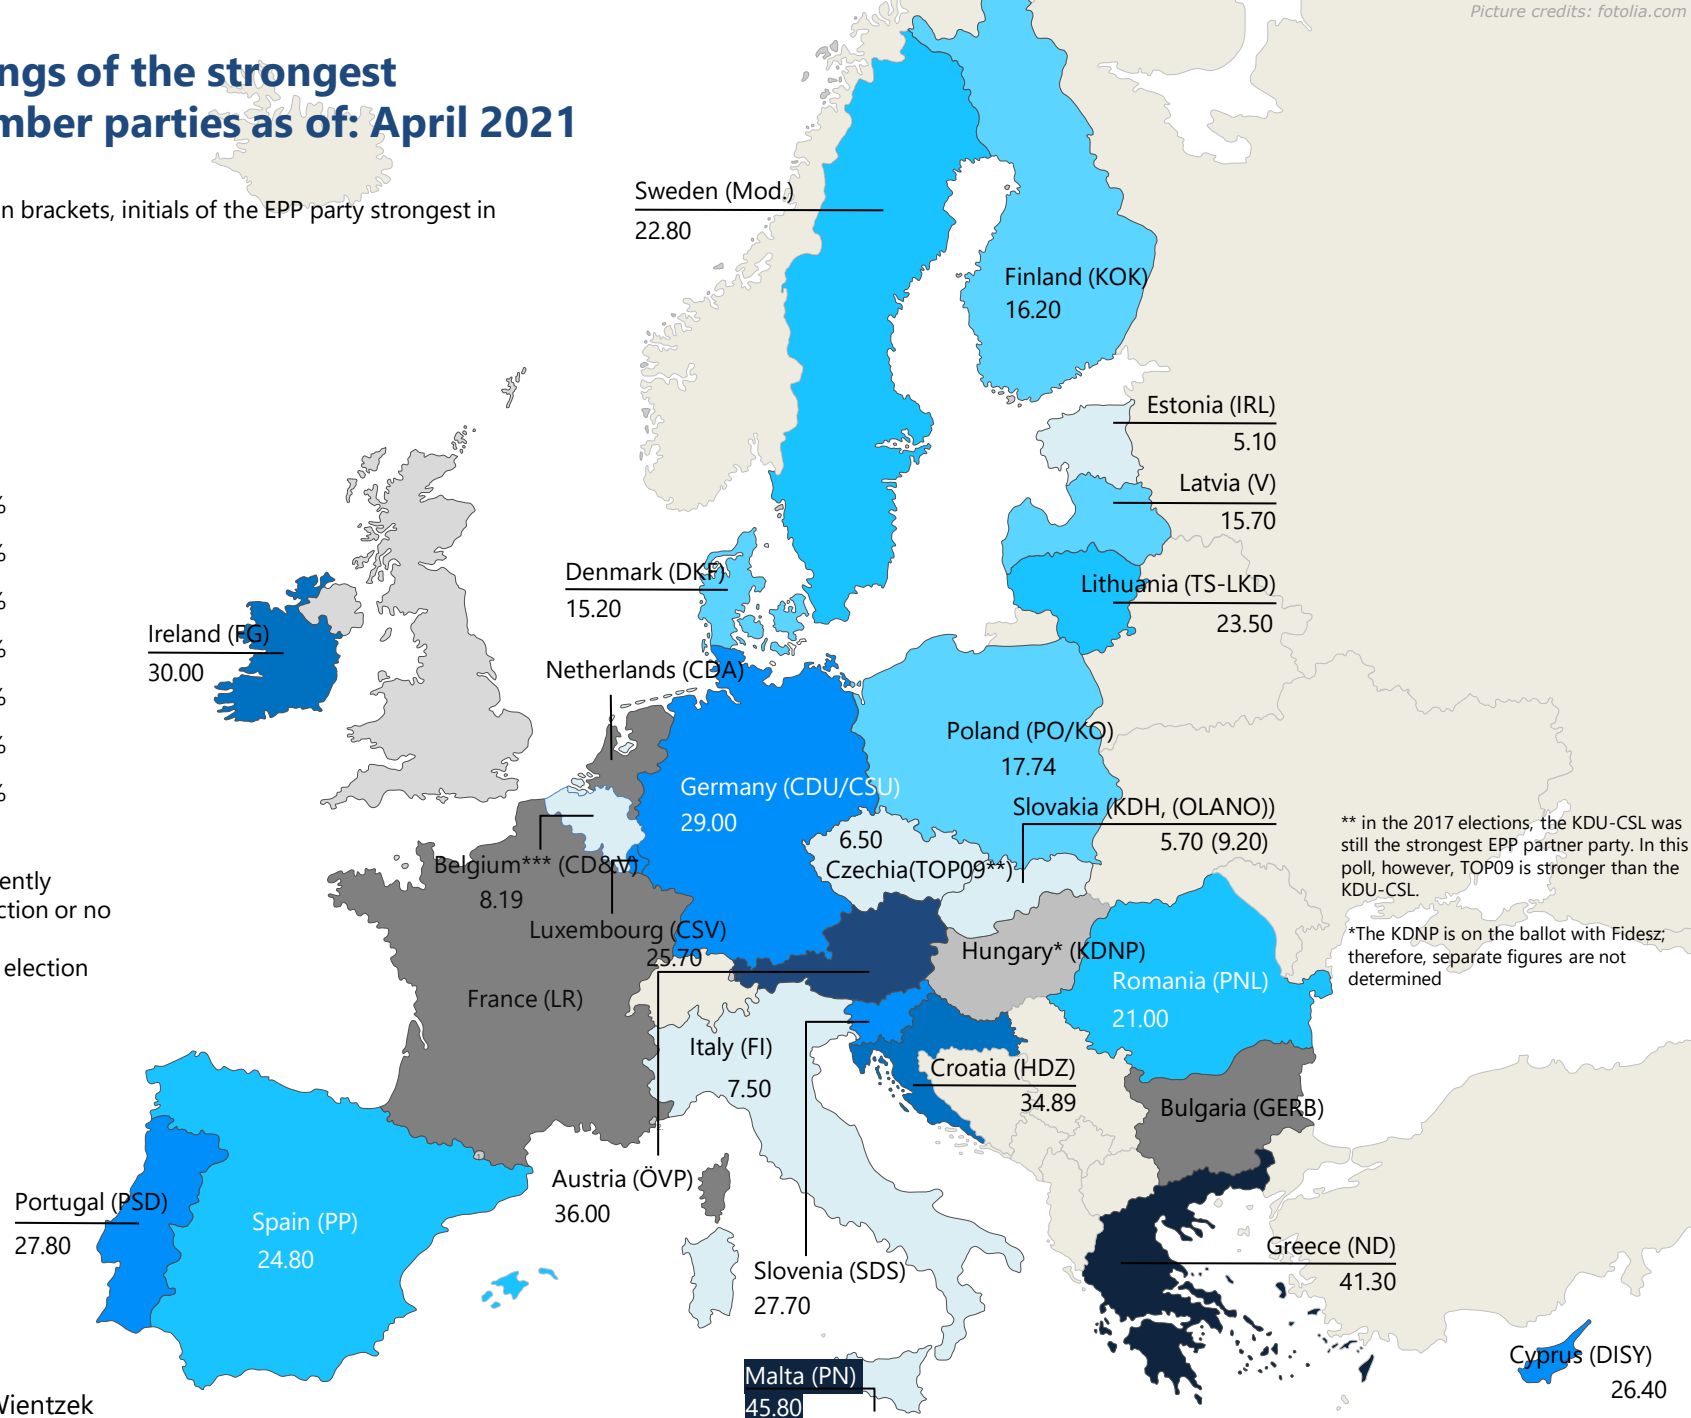 Picture credits: fotolia.com
ngs of the strongest
mber parties as of: April 2021
n brackets, initials of the EPP party strongest in
Sweden (Mod.)
22.80
Finland (KOK)
16.20
Estonia (IRL)
5.10
Latvia (V)
15.70
%
%
%
%
%
%
%
Denmark (DKF)
15.20
Lithuania (TS-LKD)
23.50
Ireland (FG)
30.00
Netherlands (CDA)
Poland (PO/KO)
17.74
Germany (CDU/CSU)
29.00
Slovakia (KDH, (OLANO))
5.70 (9.20)
6.50
Czechia(TOP09**)
** in the 2017 elections, the KDU-CSL was
still the strongest EPP partner party. In this
poll, however, TOP09 is stronger than the
KDU-CSL.
Belgium*** (CD&V)
8.19
ently
ction or no
election
Luxembourg (CSV)
25.70
Hungary* (KDNP)
*The KDNP is on the ballot with Fidesz;
therefore, separate figures are not
determined
Romania (PNL)
21.00
France (LR)
Italy (FI)
7.50
Croatia (HDZ)
34.89
Bulgaria (GERB)
Austria (ÖVP)
36.00
Portugal (PSD)
27.80
Spain (PP)
24.80
Slovenia (SDS)
27.70
Greece (ND)
41.30
Malta (PN)
45.80
Cyprus (DISY)
26.40
Wientzek